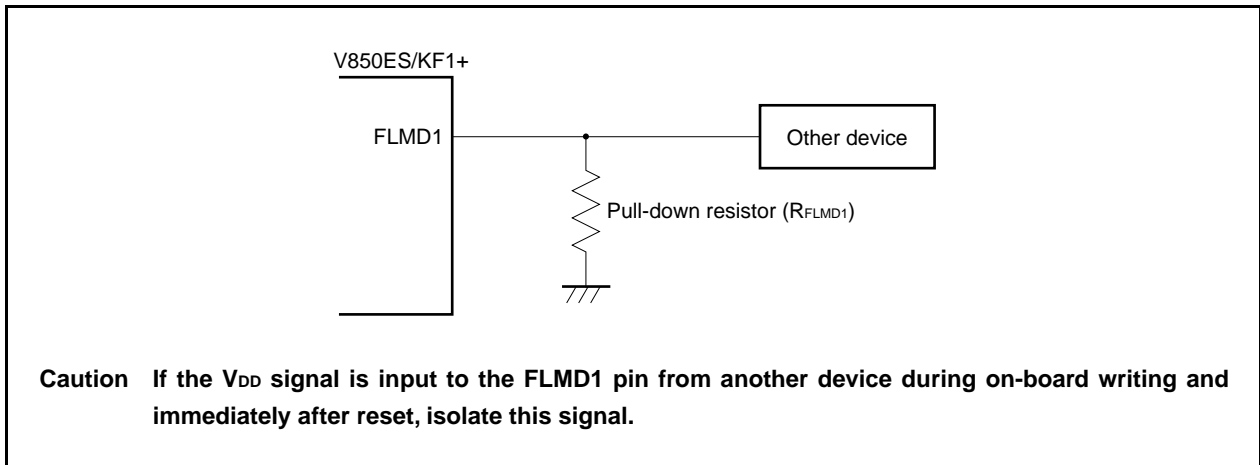 V850ES/KF1+
FLMD1
Other device
Pull-down resistor (RFLMD1)
Caution If the VDD signal is input to the FLMD1 pin from another device during on-board writing and
immediately after reset, isolate this signal.